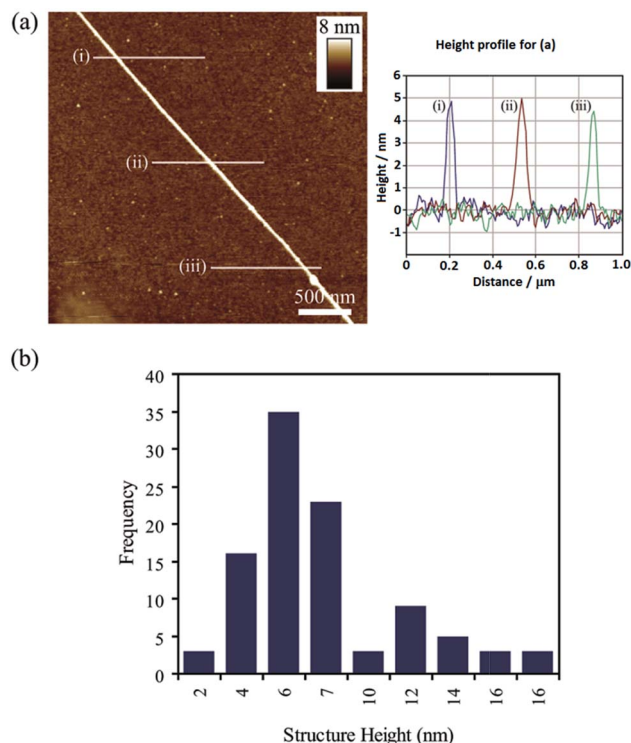 (a)
8 nm
(i)
(ii)
(iii)
500 nm
Height profile for (a)
Height / nm
6
5
4
3
2
1
0
-1
(i)
(ii)
(iii)
0
0.2
0.4
0.6
0.8
1.0
Distance / μm
(b)
Frequency
40
35
30
25
20
15
10
5
0
2
4
6
7
10
12
14
16
16
Structure Height (nm)